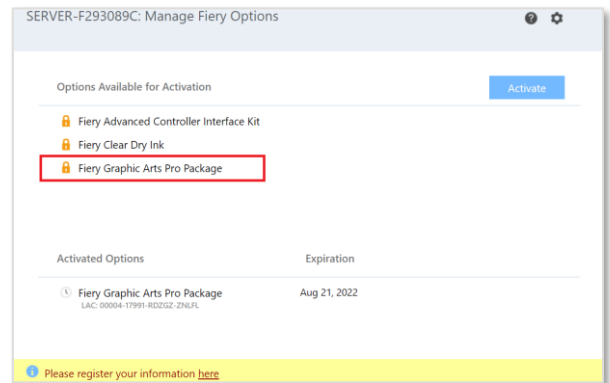 SERVER-F293089C: Manage Fiery Options
Options Available for Activation
Activate
Fiery Advanced Controller Interface Kit
Fiery Clear Dry Ink
Fiery Graphic Arts Pro Package
Activated Options
Expiration
Fiery Graphic Arts Pro Package
Aug 21, 2022
LAC: 00004-17991-RDZGZ-ZNLFL
Please register your information here